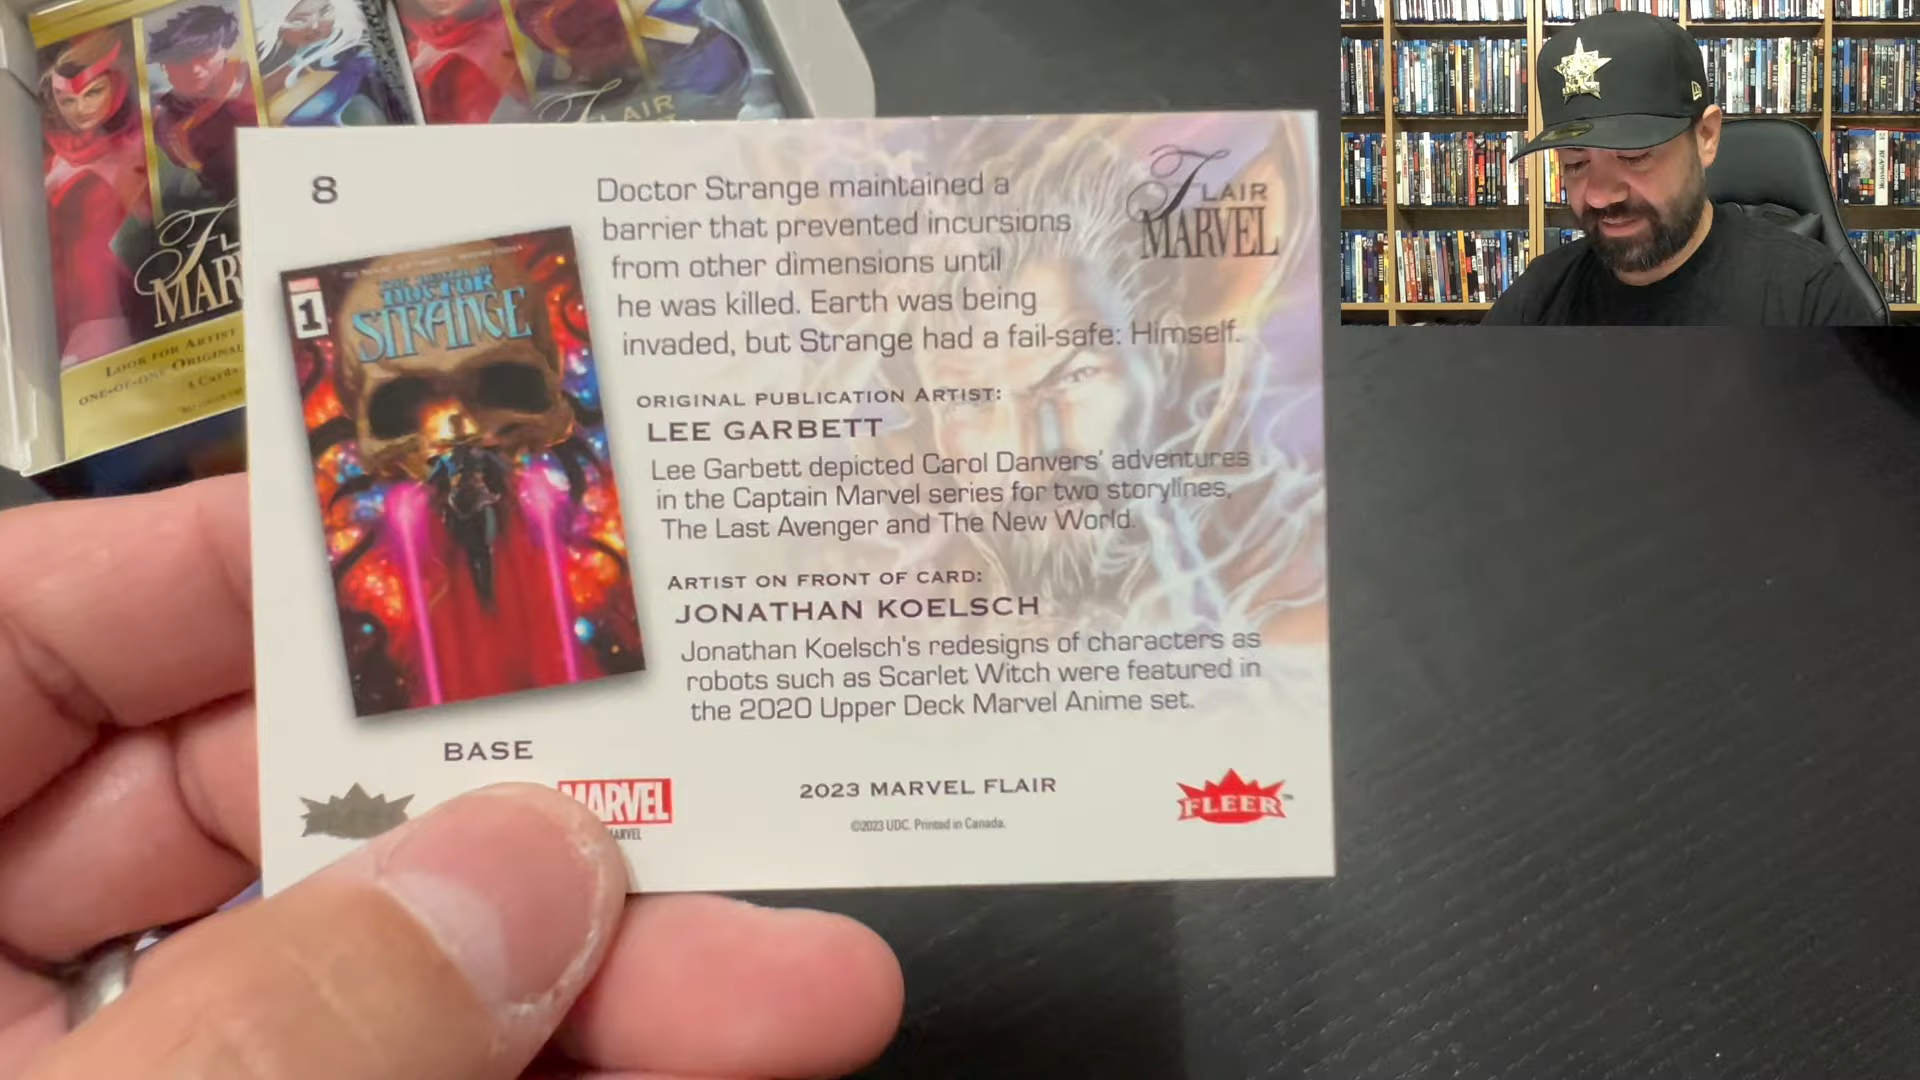 8
Doctor Strange maintained a
barrier that prevented incursions
from other dimensions until
he was killed. Earth was being
invaded, but Strange had a fail-safe: Himself.
FLAIR
MARVEL
1
DOCTOR
STRANGE
ORIGINAL PUBLICATION ARTIST:
LEE GARBETT
Lee Garbett depicted Carol Danvers' adventures
in the Captain Marvel series for two storylines,
The Last Avenger and The New World.
ARTIST ON FRONT OF CARD:
JONATHAN KOELSCH
Jonathan Koelsch's redesigns of characters as
robots such as Scarlet Witch were featured in
the 2020 Upper Deck Marvel Anime set.
BASE
MARVEL
2023 MARVEL FLAIR
©2023 UDC. Printed in Canada.
FLEER™
LOOK FOR ARTIST
ONE-OF-ONE ORIGINAL
FLAIR